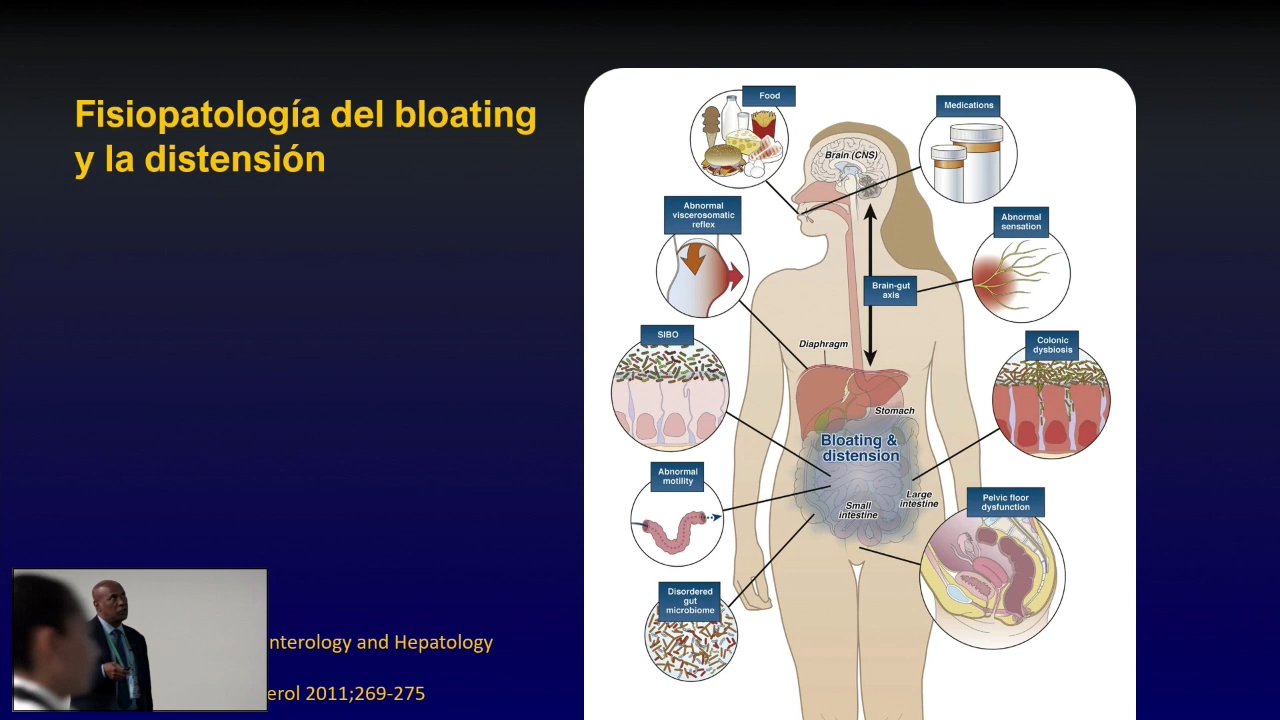 Fisiopatología del bloating
y la distensión
Food
Medications
Brain (CNS)
Abnormal
viscerosomatic
reflex
Abnormal
sensation
Brain-gut
axis
SIBO
Diaphragm
Colonic
dysbiosis
Stomach
Bloating &
distension
Abnormal
motility
Large
intestine
Small
intestine
Pelvic floor
dysfunction
Disordered
gut
microbiome
and Hepatology
2011;269-275